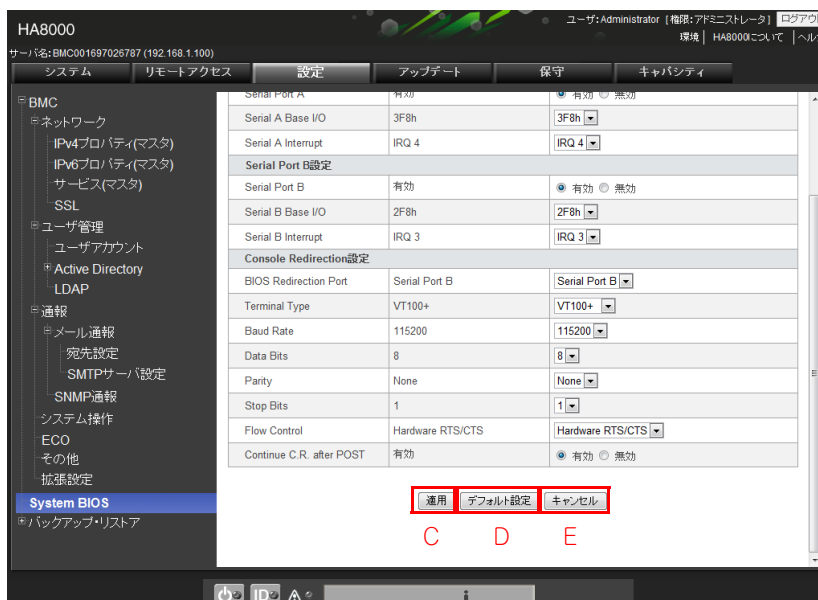 HA8000
ユーザ:Administrator [権限:アドミニストレータ]
環境 | HA8000について |
サーバ名:BMC001697026787 (192.168.1.100)
システム リモートアクセス 設定 アップデート 保守 キャパシティ
BMC
ネットワーク
IPv4プロパティ(マスタ)
IPv6プロパティ(マスタ)
サービス(マスタ)
SSL
ユーザ管理
ユーザアカウント
Active Directory
LDAP
通報
メール通報
宛先設定
SMTPサーバ設定
SNMP通報
システム操作
ECO
その他
拡張設定
System BIOS
バックアップ・リストア
Serial Port A 有効 有効 無効
Serial A Base I/O 3F8h 3F8h
Serial A Interrupt IRQ 4 IRQ 4
Serial Port B設定
Serial Port B 有効 有効 無効
Serial B Base I/O 2F8h 2F8h
Serial B Interrupt IRQ 3 IRQ 3
Console Redirection設定
BIOS Redirection Port Serial Port B Serial Port B
Terminal Type VT100+ VT100+
Baud Rate 115200 115200
Data Bits 8 8
Parity None None
Stop Bits 1 1
Flow Control Hardware RTS/CTS Hardware RTS/CTS
Continue C.R. after POST 有効 有効 無効
適用 デフォルト設定 キャンセル
C D E
ID